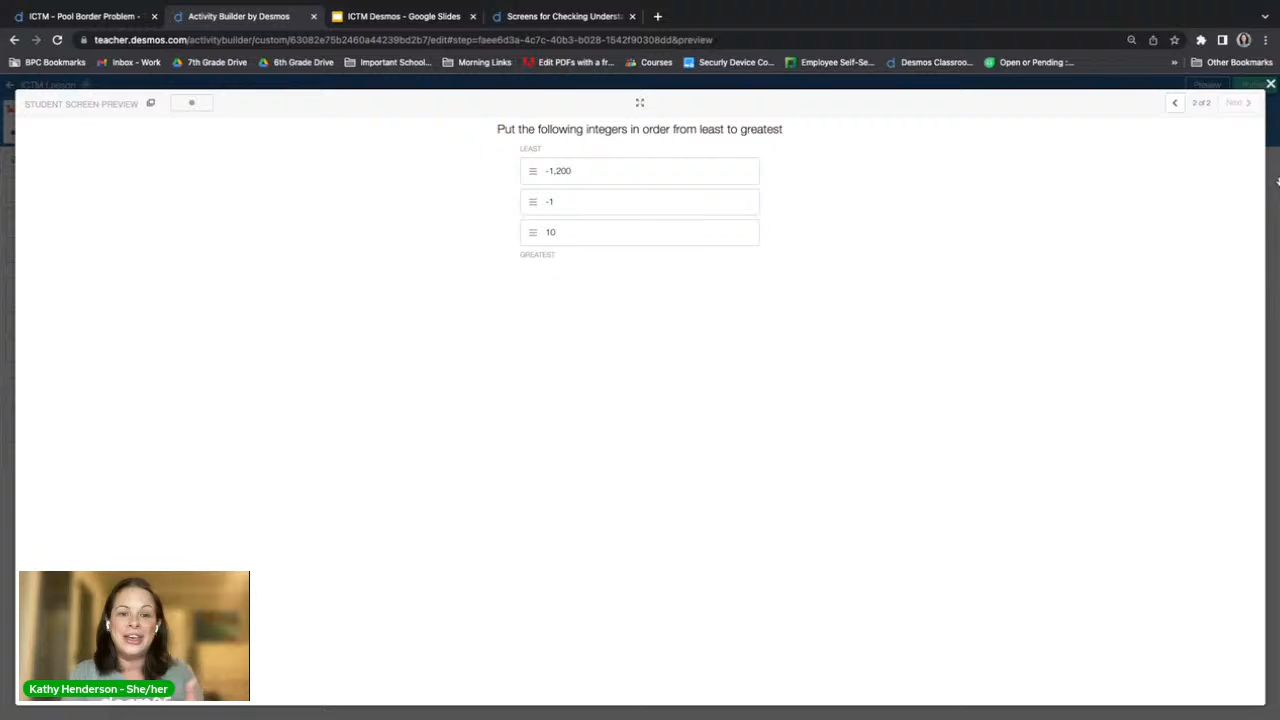 ICTM - Pool Border Problem -
Activity Builder by Desmos
ICTM Desmos - Google Slides
Screens for Checking Understa
teacher.desmos.com/activitybuilder/custom/63082e75b2460a44239bd2b7/edit#step=faee6d3a-4c7c-40b3-b028-1542f90308dd&preview
BPC Bookmarks
Inbox - Work
7th Grade Drive
6th Grade Drive
Important School...
Morning Links
Edit PDFs with a fr...
Courses
Securly Device Co...
Employee Self-Se...
Desmos Classroo...
Open or Pending :...
Other Bookmarks
ICTM Lesson
Preview
STUDENT SCREEN PREVIEW
2 of 2
Next
Put the following integers in order from least to greatest
LEAST
-1,200
-1
10
GREATEST
Kathy Henderson - She/her